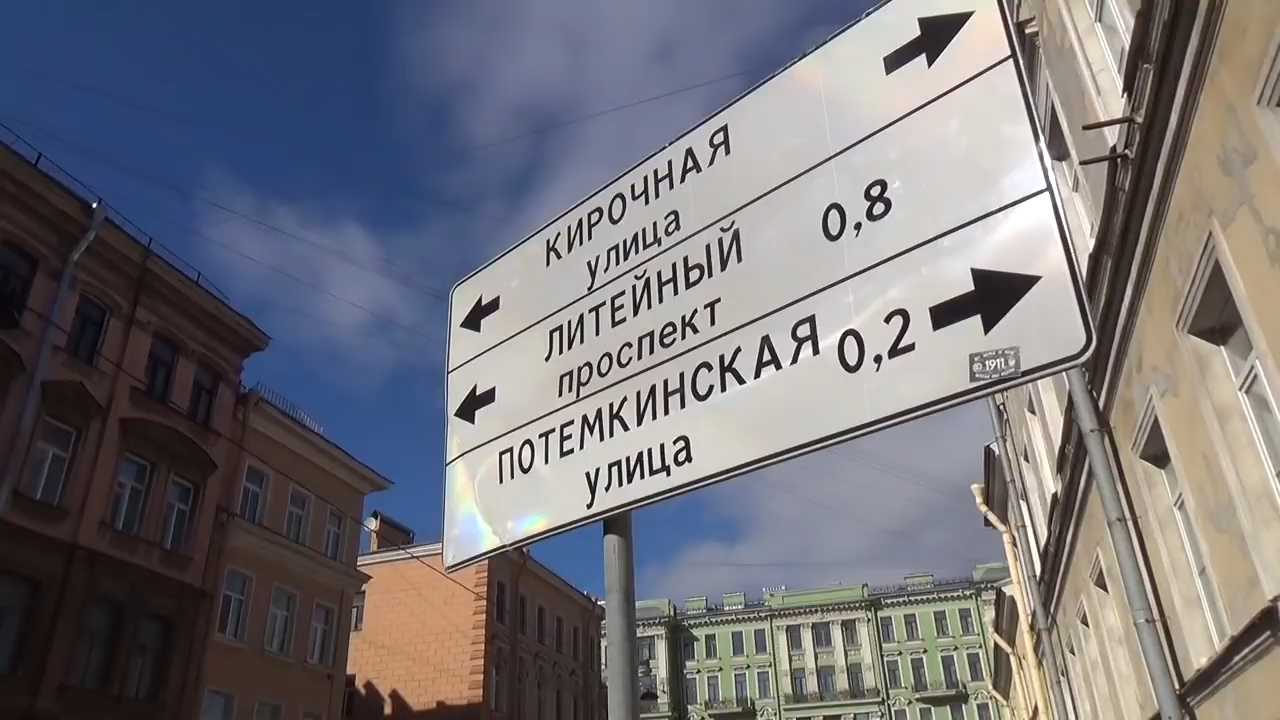 КИРОЧНАЯ
улица
ЛИТЕЙНЫЙ 0,8
проспект
ПОТЕМКИНСКАЯ 0,2
улица
1911